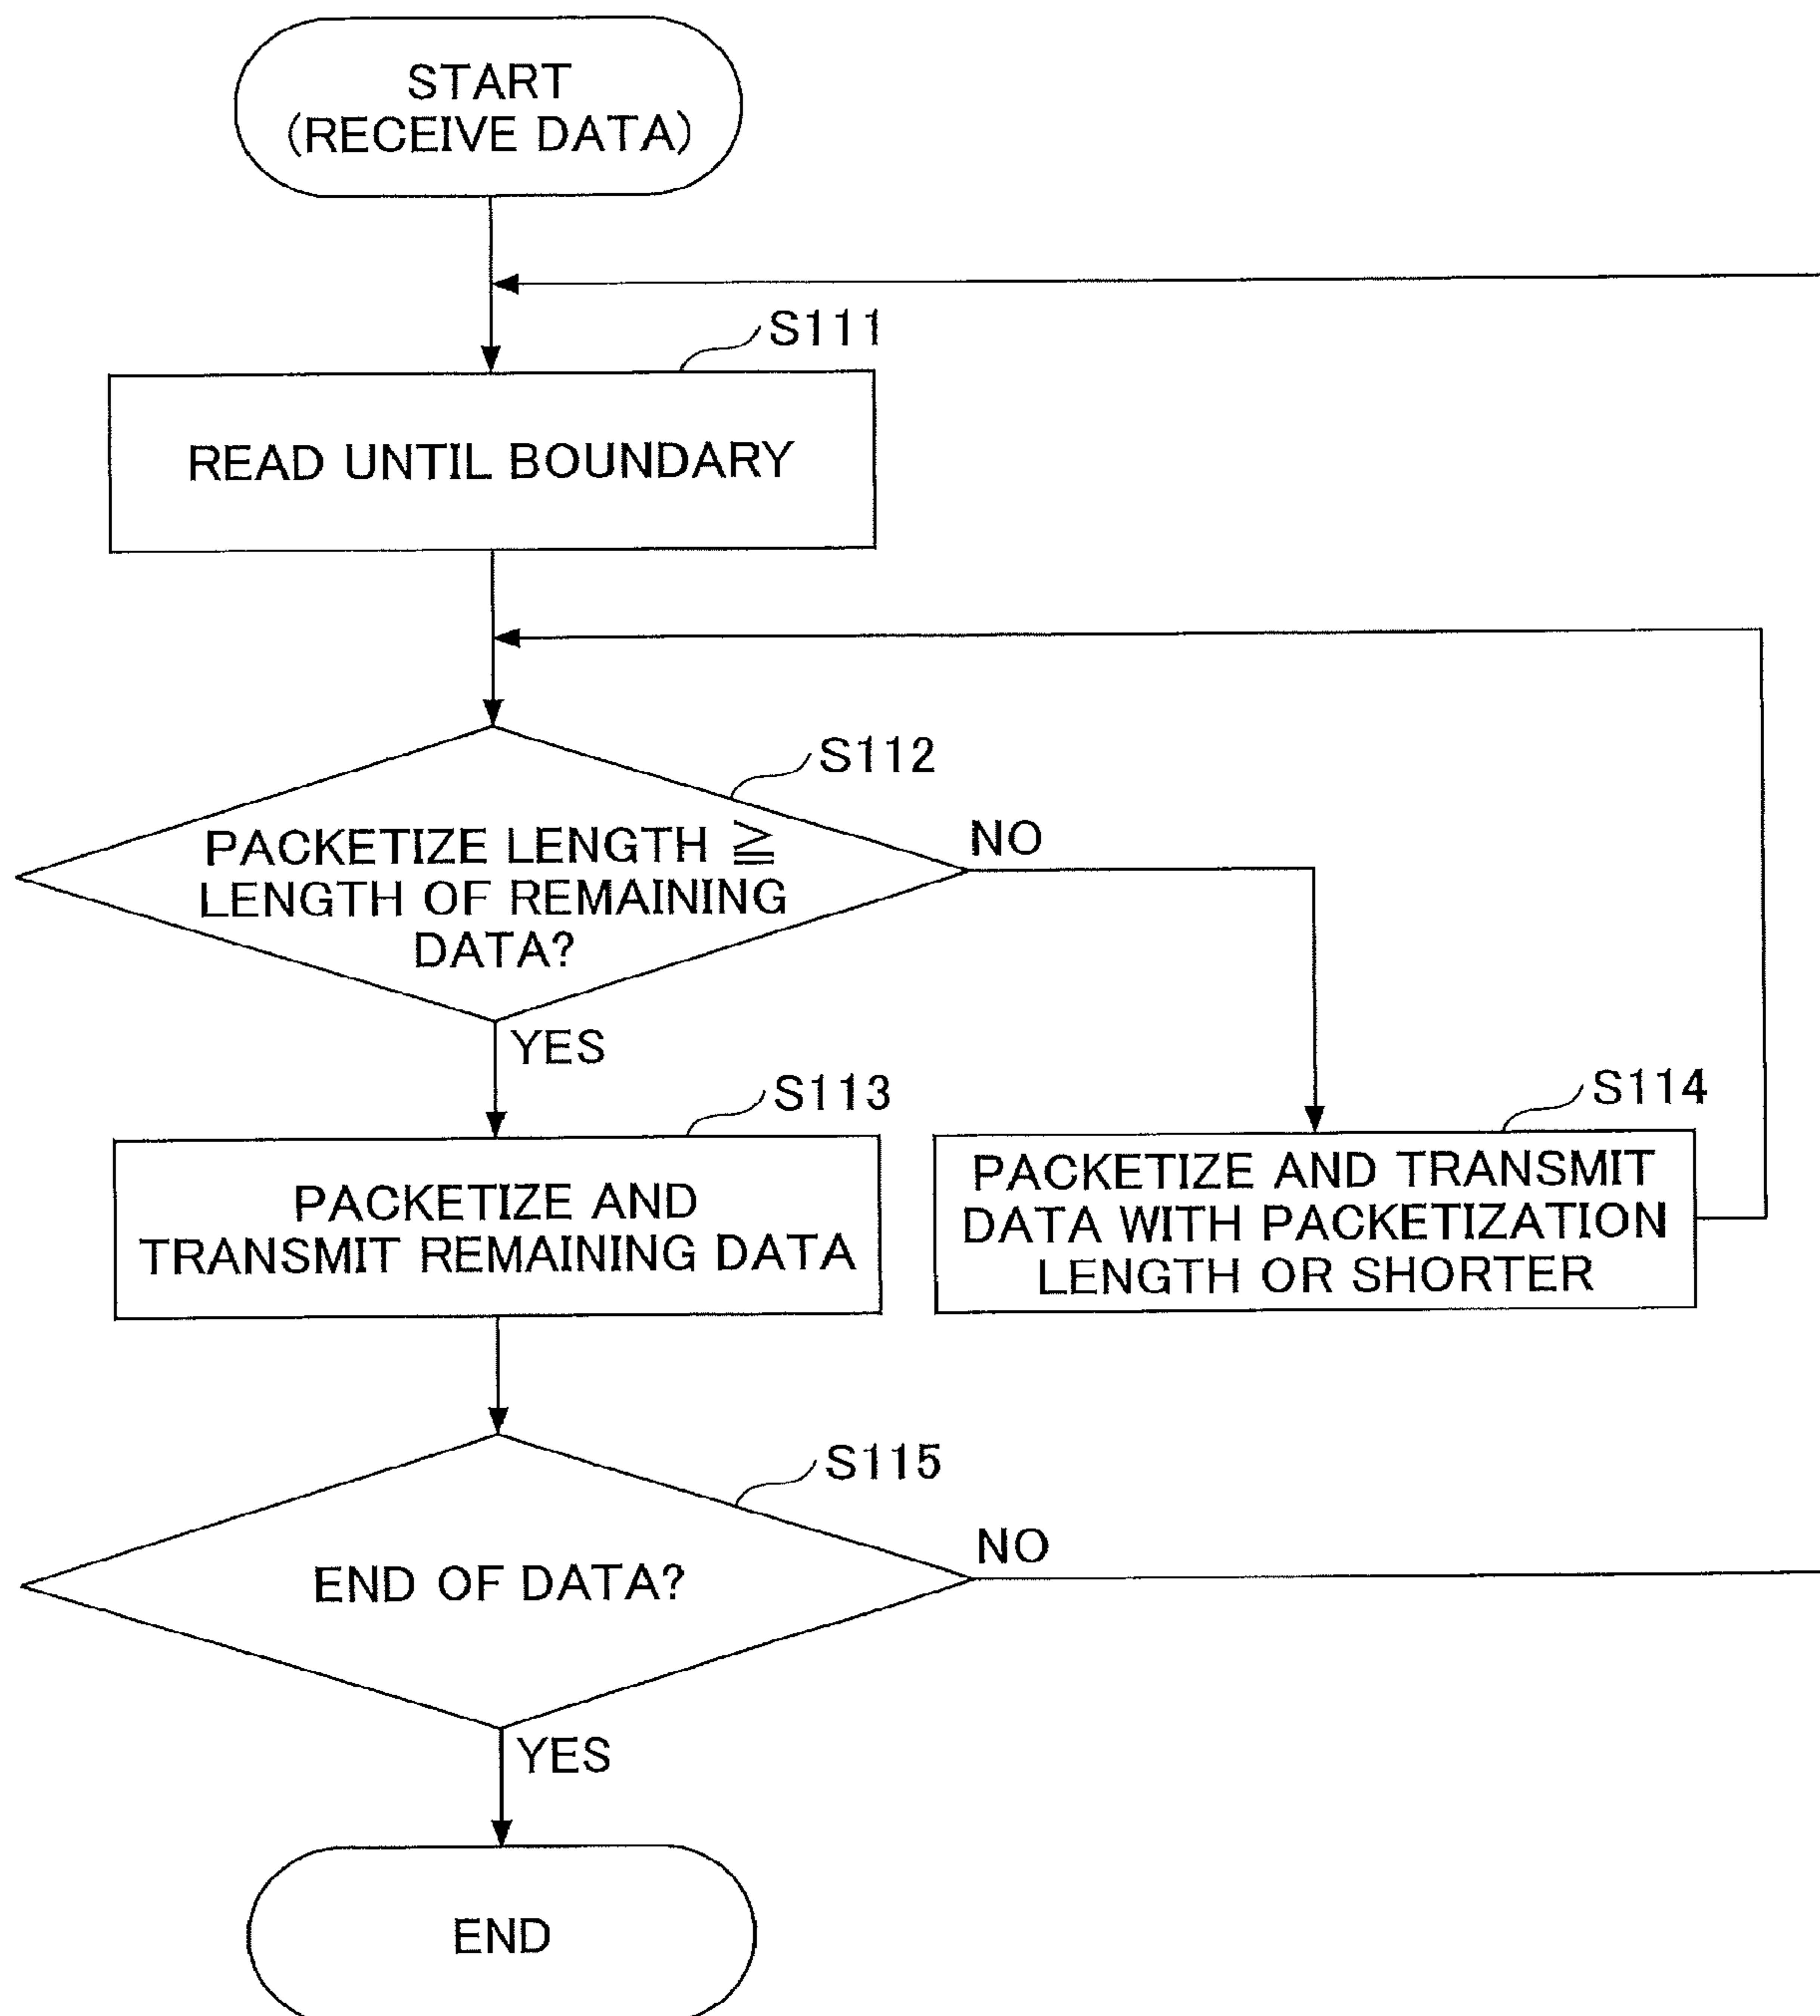 START
(RECEIVE DATA)
S111
READ UNTIL BOUNDARY
S112
PACKETIZE LENGTH ≧
LENGTH OF REMAINING
DATA?
NO
YES
S113
PACKETIZE AND
TRANSMIT REMAINING DATA
S114
PACKETIZE AND TRANSMIT
DATA WITH PACKETIZATION
LENGTH OR SHORTER
S115
END OF DATA?
NO
YES
END